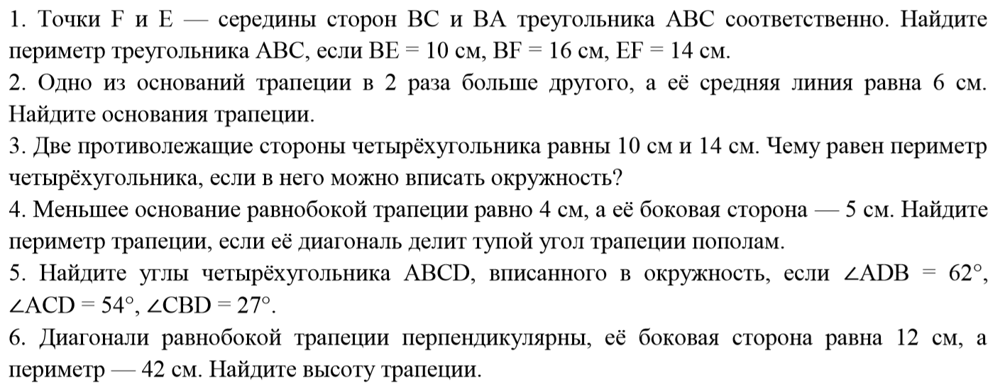 1. Точки F и E — середины сторон BC и BA треугольника ABC соответственно. Найдите
периметр треугольника ABC, если BE = 10 см, BF = 16 см, EF = 14 см.
2. Одно из оснований трапеции в 2 раза больше другого, а её средняя линия равна 6 см.
Найдите основания трапеции.
3. Две противолежащие стороны четырёхугольника равны 10 см и 14 см. Чему равен периметр
четырёхугольника, если в него можно вписать окружность?
4. Меньшее основание равнобокой трапеции равно 4 см, а её боковая сторона — 5 см. Найдите
периметр трапеции, если её диагональ делит тупой угол трапеции пополам.
5. Найдите углы четырёхугольника ABCD, вписанного в окружность, если ∠ADB = 62°,
∠ACD = 54°, ∠CBD = 27°.
6. Диагонали равнобокой трапеции перпендикулярны, её боковая сторона равна 12 см, а
периметр — 42 см. Найдите высоту трапеции.